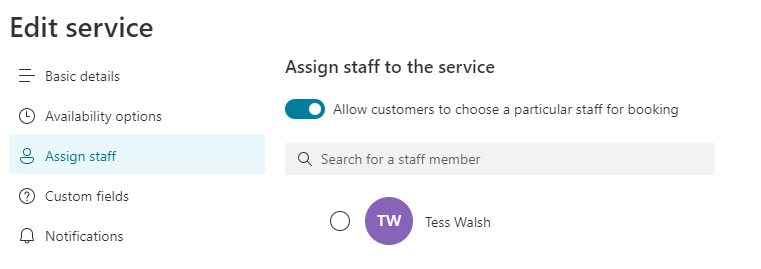 Edit service
Basic details
Availability options
Assign staff
Custom fields
Notifications
Assign staff to the service
Allow customers to choose a particular staff for booking
Search for a staff member
TW
Tess Walsh